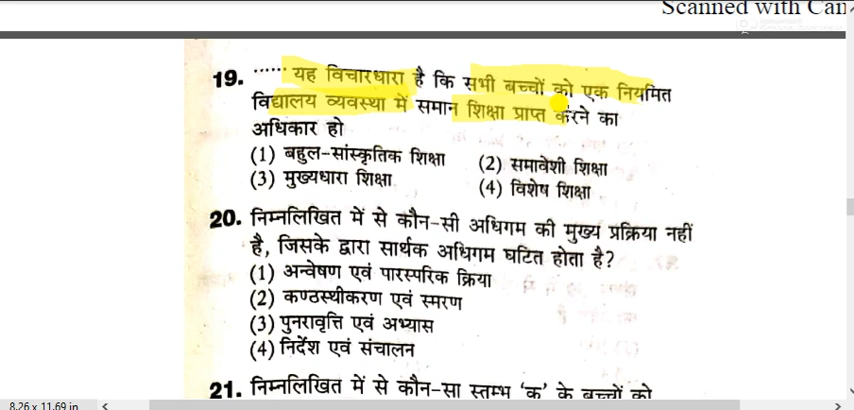 Scanned with Can
19. ...... यह विचारधारा है कि सभी बच्चों को एक नियमित
विद्यालय व्यवस्था में समान शिक्षा प्राप्त करने का
अधिकार हो
(1) बहुल-सांस्कृतिक शिक्षा (2) समावेशी शिक्षा
(3) मुख्यधारा शिक्षा (4) विशेष शिक्षा
20. निम्नलिखित में से कौन-सी अधिगम की मुख्य प्रक्रिया नहीं
है, जिसके द्वारा सार्थक अधिगम घटित होता है?
(1) अन्वेषण एवं पारस्परिक क्रिया
(2) कण्ठस्थीकरण एवं स्मरण
(3) पुनरावृत्ति एवं अभ्यास
(4) निर्देश एवं संचालन
21. निम्नलिखित में से कौन-सा स्तम्भ 'क' के बच्चों को
8.26 x 11.69 in